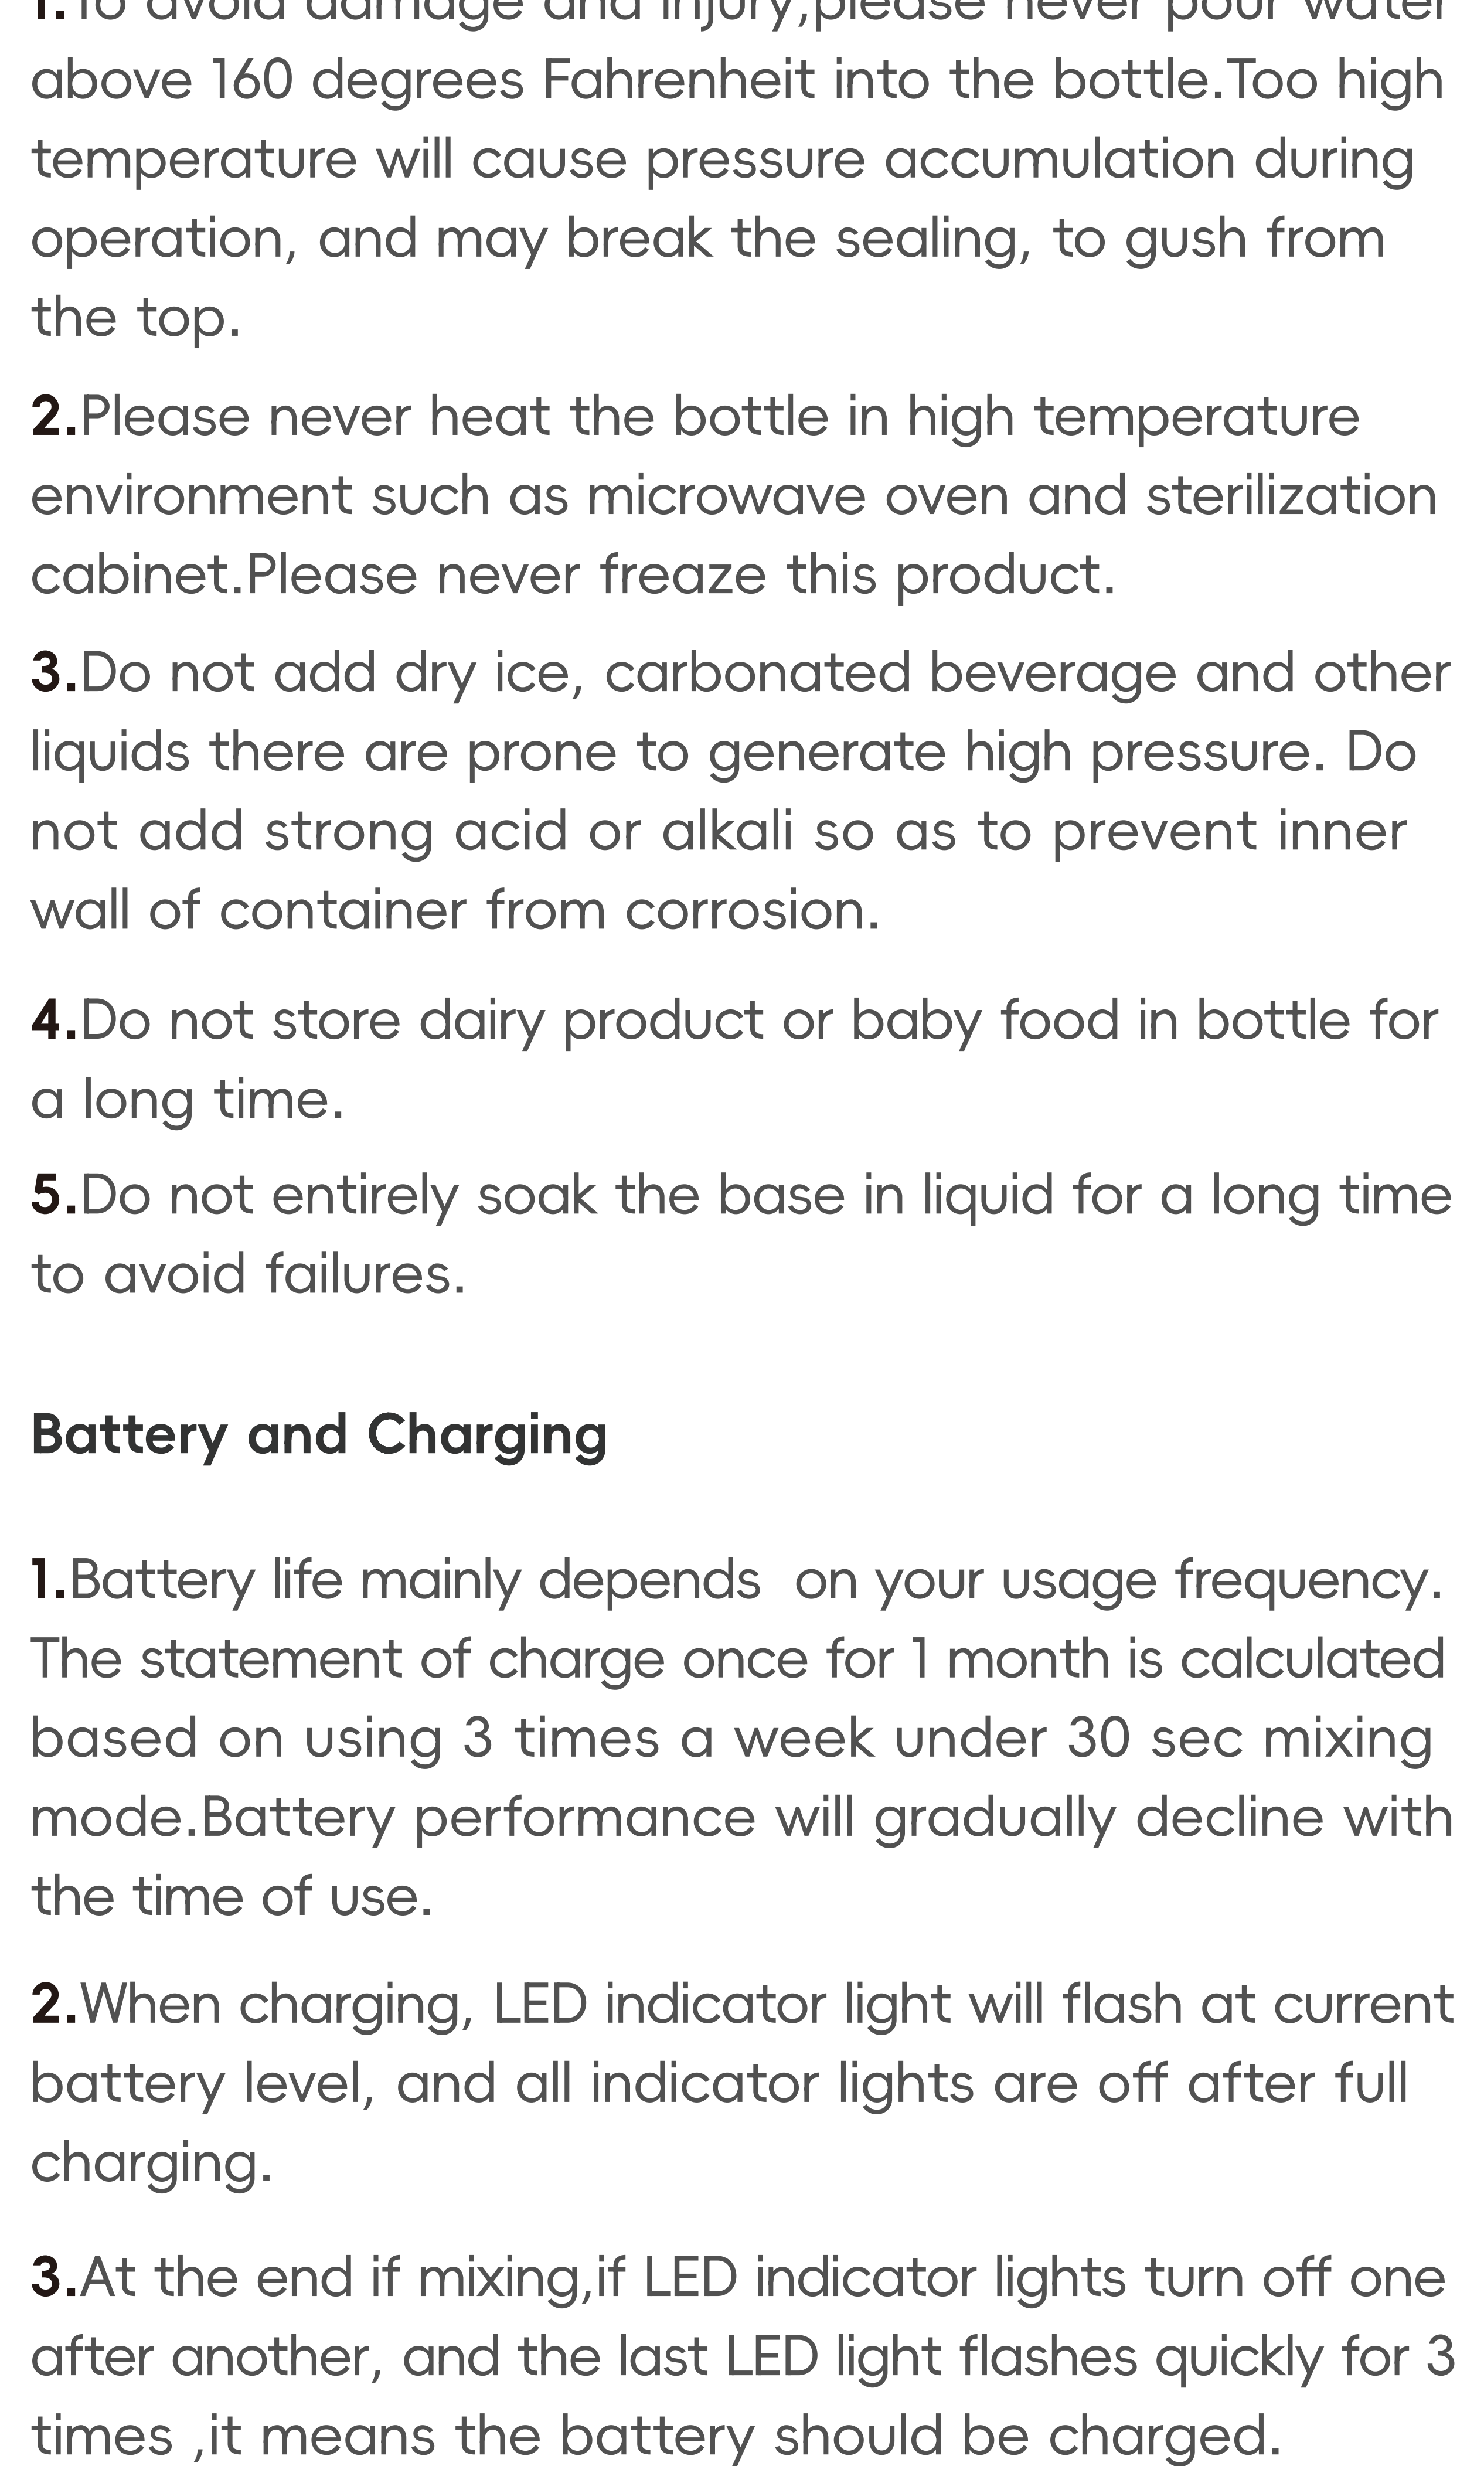 1.To avoid damage and injury,please never pour water
above 160 degrees Fahrenheit into the bottle.Too high
temperature will cause pressure accumulation during
operation, and may break the sealing, to gush from
the top.
2.Please never heat the bottle in high temperature
environment such as microwave oven and sterilization
cabinet.Please never freaze this product.
3.Do not add dry ice, carbonated beverage and other
liquids there are prone to generate high pressure. Do
not add strong acid or alkali so as to prevent inner
wall of container from corrosion.
4.Do not store dairy product or baby food in bottle for
a long time.
5.Do not entirely soak the base in liquid for a long time
to avoid failures.
Battery and Charging
1.Battery life mainly depends  on your usage frequency.
The statement of charge once for 1 month is calculated
based on using 3 times a week under 30 sec mixing
mode.Battery performance will gradually decline with
the time of use.
2.When charging, LED indicator light will flash at current
battery level, and all indicator lights are off after full
charging.
3.At the end if mixing,if LED indicator lights turn off one
after another, and the last LED light flashes quickly for 3
times ,it means the battery should be charged.